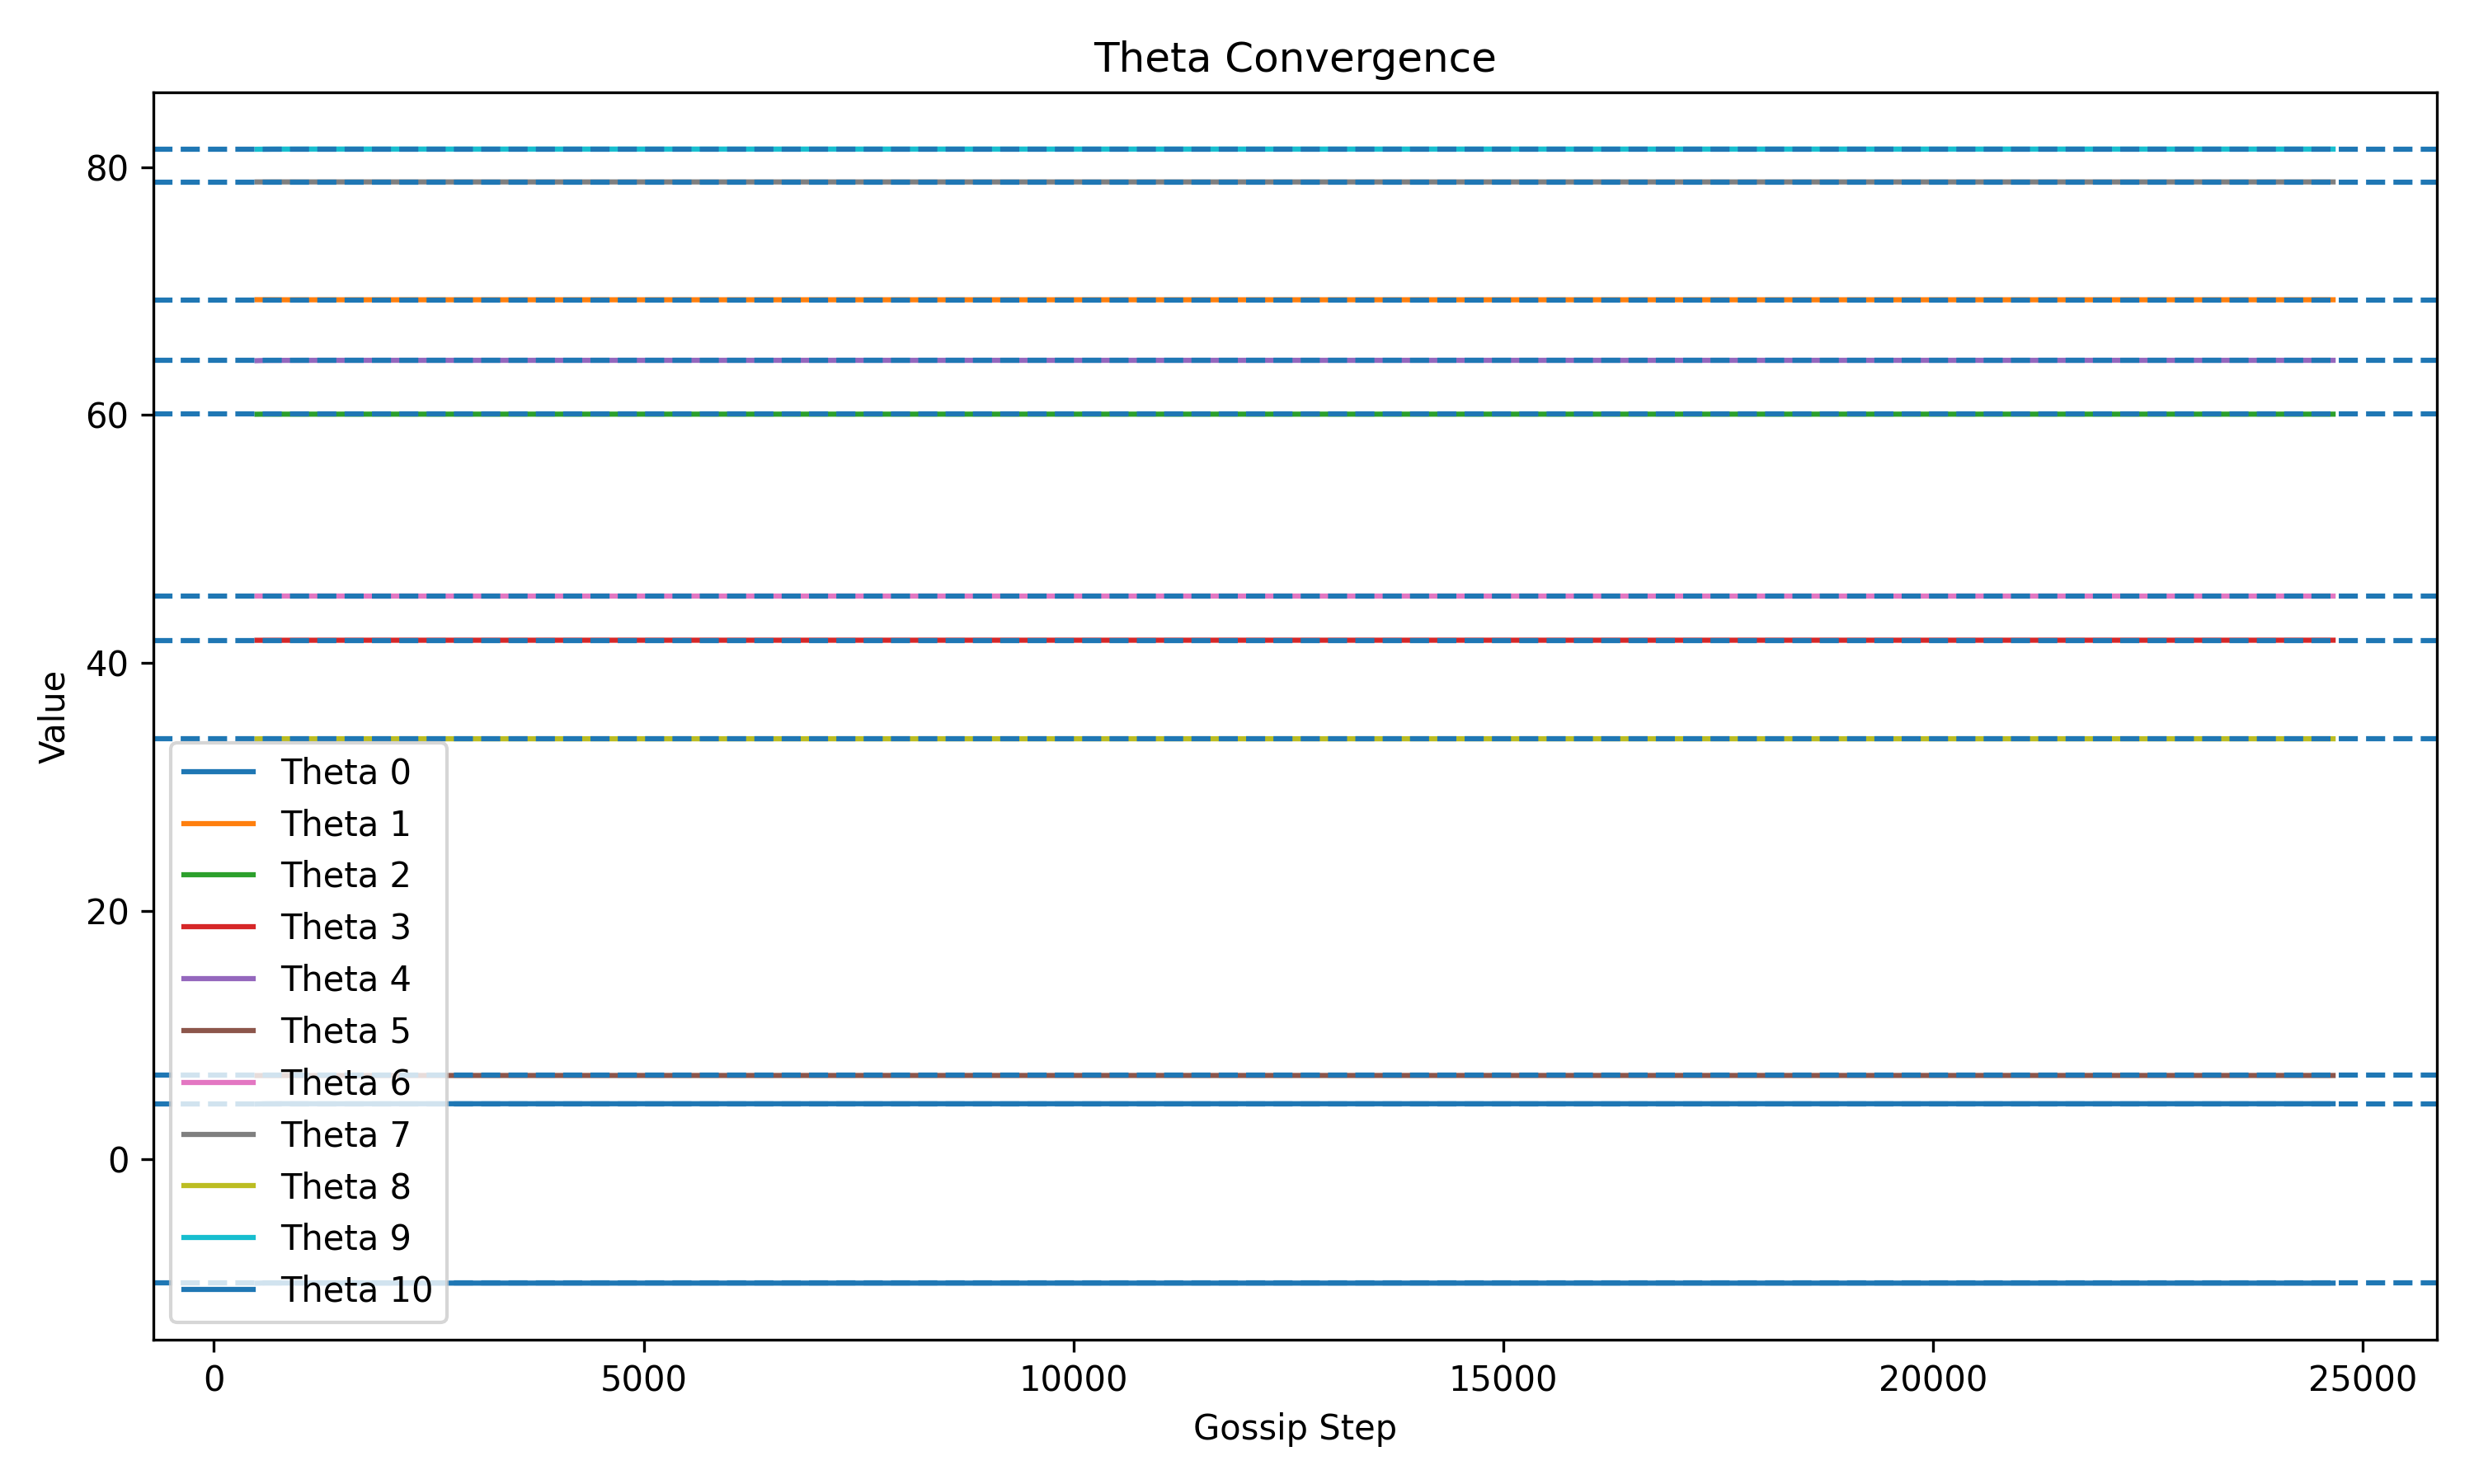 Theta Convergence
80
60
40
20
0
Value
Theta 0
Theta 1
Theta 2
Theta 3
Theta 4
Theta 5
Theta 6
Theta 7
Theta 8
Theta 9
Theta 10
0
5000
10000
15000
20000
25000
Gossip Step